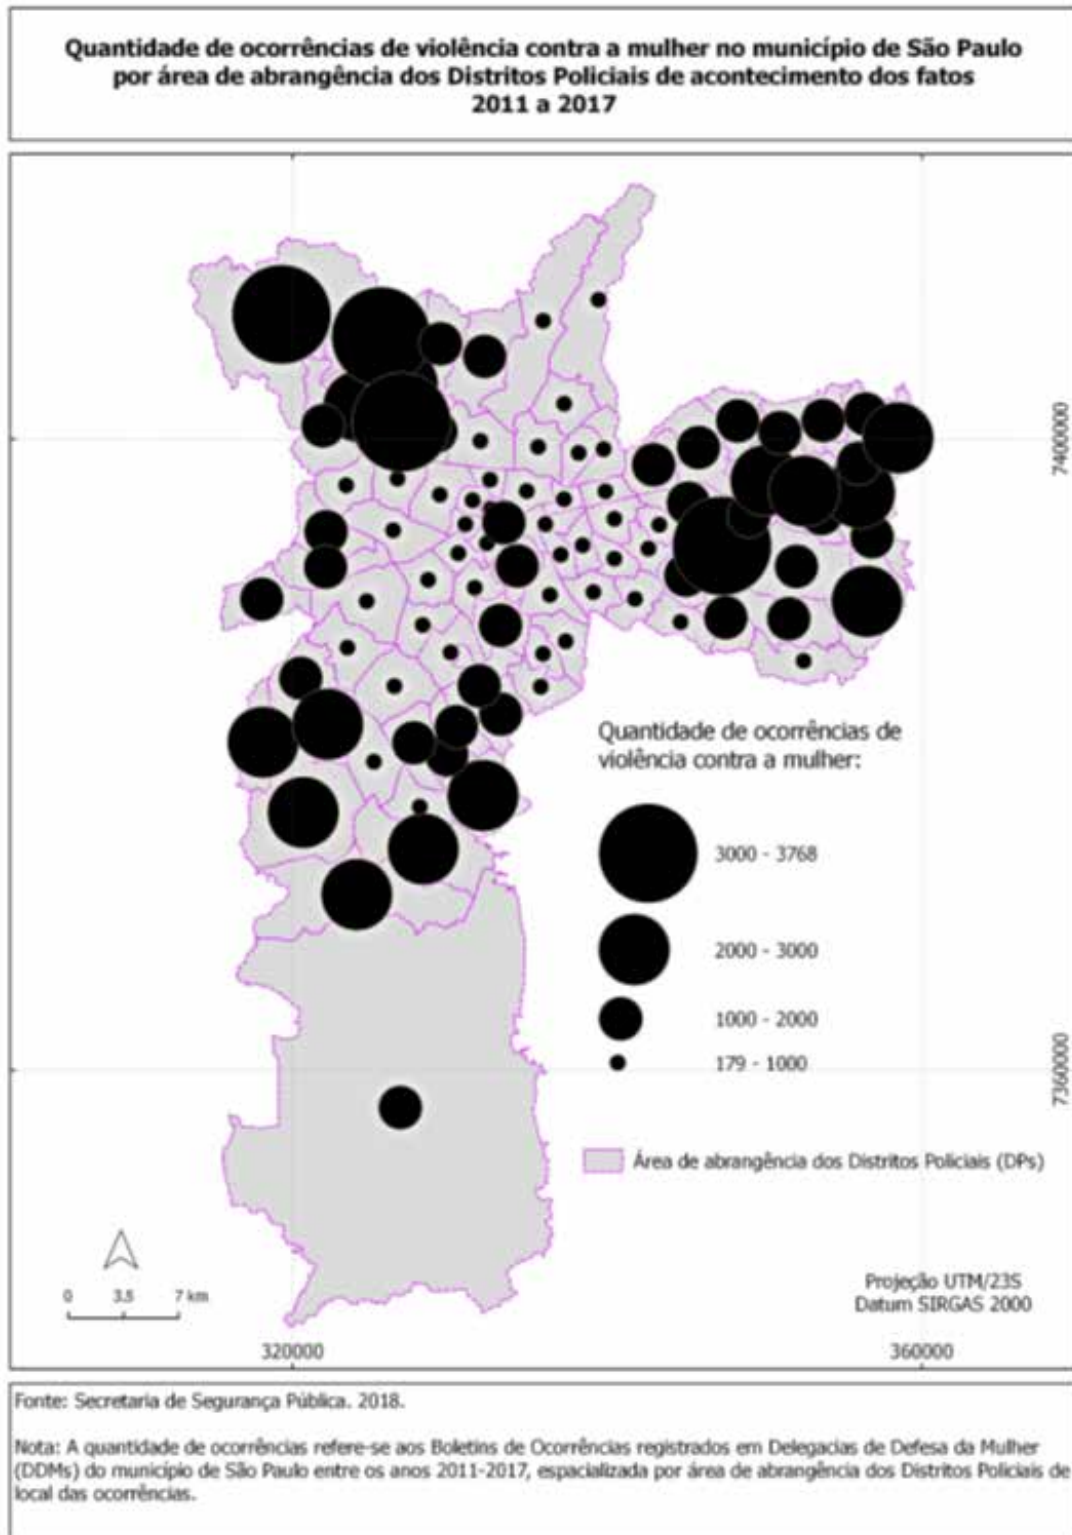 Quantidade de ocorrências de violência contra a mulher no município de São Paulo
por área de abrangência dos Distritos Policiais de acontecimento dos fatos
2011 a 2017
7400000
Quantidade de ocorrências de
violência contra a mulher:
3000 - 3768
2000 - 3000
1000 - 2000
179 - 1000
7360000
Área de abrangência dos Distritos Policiais (DPs)
0 3.5 7 km
Projeção UTM/23S
Datum SIRGAS 2000
320000
360000
Fonte: Secretaria de Segurança Pública. 2018.
Nota: A quantidade de ocorrências refere-se aos Boletins de Ocorrências registrados em Delegacias de Defesa da Mulher
(DDMs) do município de São Paulo entre os anos 2011-2017, espacializada por área de abrangência dos Distritos Policiais de
local das ocorrências.